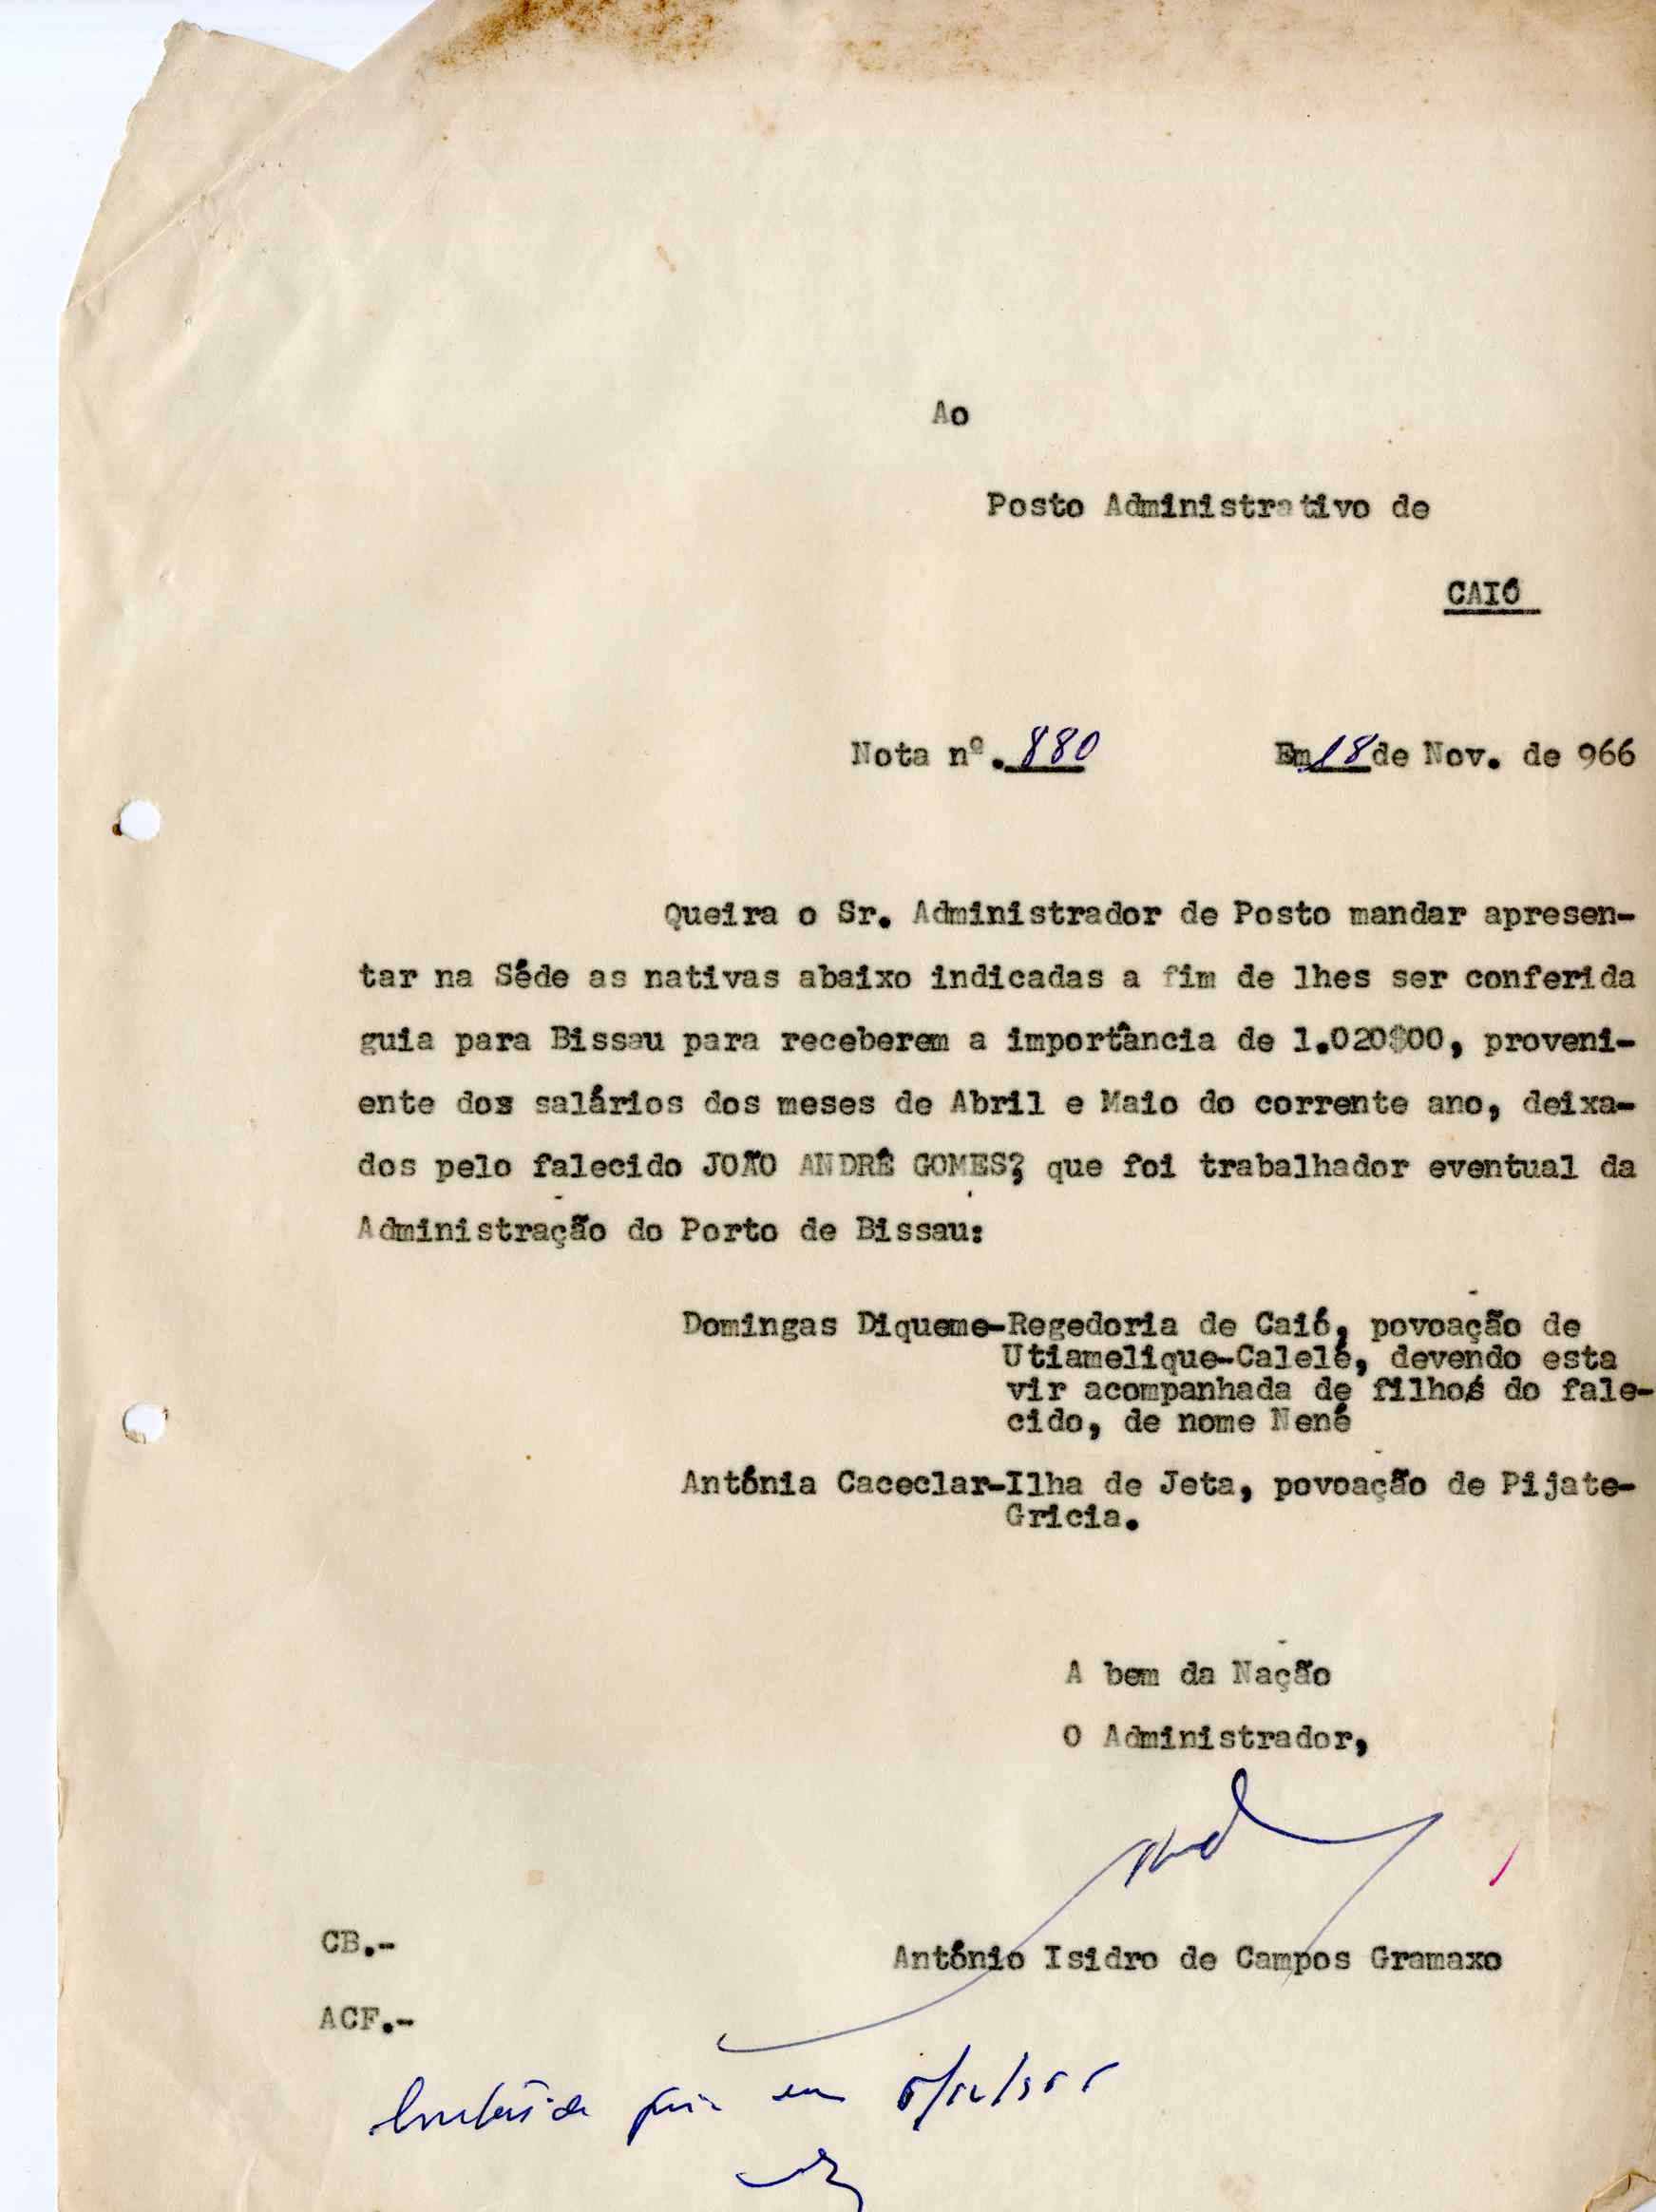 Ao
Posto Administrativo de
CAIÓ
Nota nº. 880 Em 18 de Nov. de 966
Queira o Sr. Administrador de Posto mandar apresen-
tar na Séde as nativas abaixo indicadas a fim de lhes ser conferida
guia para Bissau para receberem a importância de 1.020$00, proveni-
ente dos salários dos meses de Abril e Maio do corrente ano, deixa-
dos pelo falecido JOÃO ANDRÉ GOMES, que foi trabalhador eventual da
Administração do Porto de Bissau:
Domingas Diqueme-Regedoria de Caió, povoação de
Utiamelique-Calelé, devendo esta
vir acompanhada de filhos do fale-
cido, de nome Nené
Antónia Caceclar-Ilha de Jeta, povoação de Pijate-
Gricia.
A bem da Nação
O Administrador,
CB.-
António Isidro de Campos Gramaxo
ACF.-
guia em